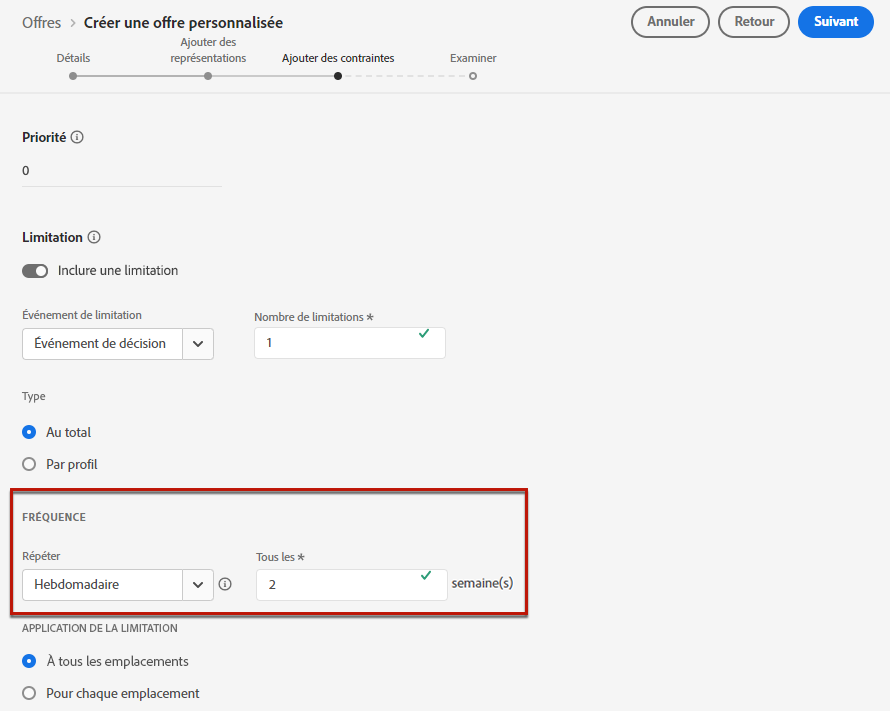 Offres > Créer une offre personnalisée
Annuler
Retour
Suivant
Détails
Ajouter des
représentations
Ajouter des contraintes
Examiner
Priorité
0
Limitation
Inclure une limitation
Événement de limitation
Nombre de limitations *
Événement de décision
1
Type
Au total
Par profil
FRÉQUENCE
Répéter
Tous les *
Hebdomadaire
2
semaine(s)
APPLICATION DE LA LIMITATION
À tous les emplacements
Pour chaque emplacement